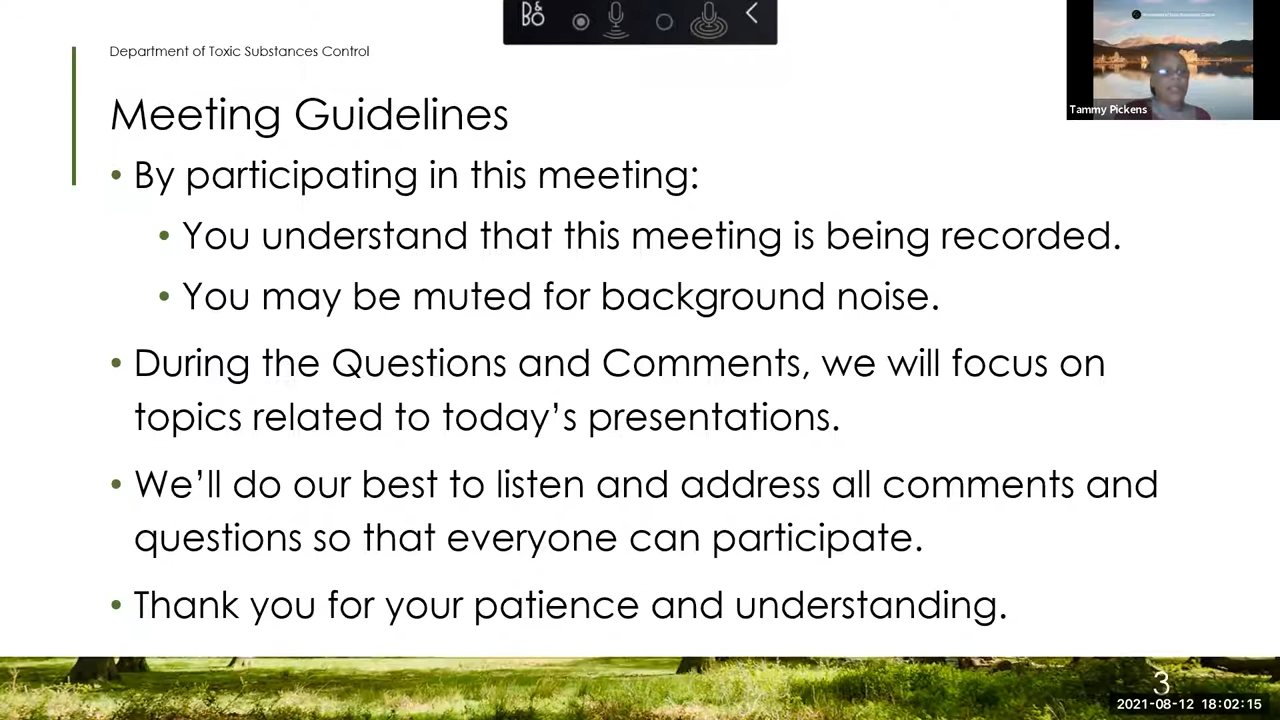 B&O
Department of Toxic Substances Control
Tammy Pickens
Meeting Guidelines
• By participating in this meeting:
• You understand that this meeting is being recorded.
• You may be muted for background noise.
• During the Questions and Comments, we will focus on
topics related to today’s presentations.
• We’ll do our best to listen and address all comments and
questions so that everyone can participate.
• Thank you for your patience and understanding.
3
2021-08-12 18:02:15